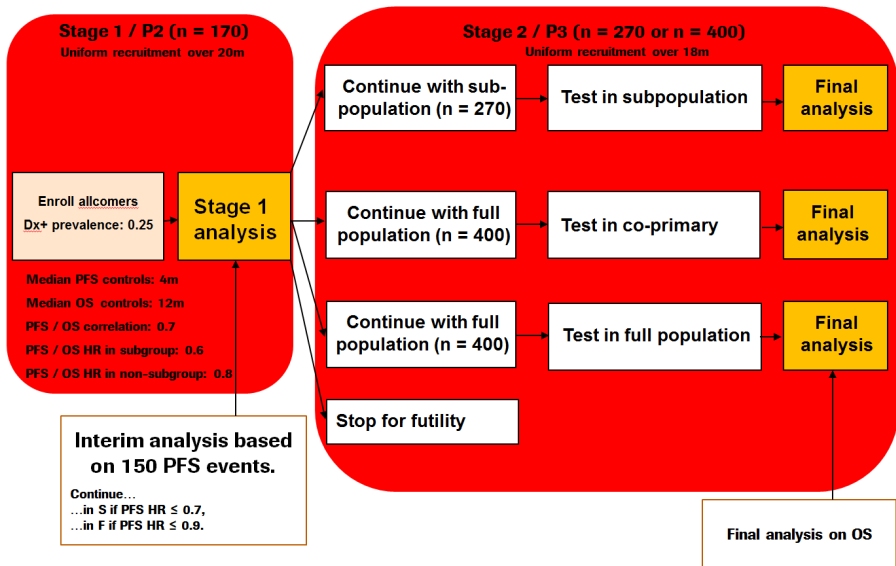 Stage 1 / P2 (n = 170)
Uniform recruitment over 20m
Enroll allcomers
Dx+ prevalence: 0.25
Stage 1
analysis
Median PFS controls: 4m
Median OS controls: 12m
PFS / OS correlation: 0.7
PFS / OS HR in subgroup: 0.6
PFS / OS HR in non-subgroup: 0.8
Interim analysis based
on 150 PFS events.
Continue…
…in S if PFS HR ≤ 0.7,
…in F if PFS HR ≤ 0.9.
Stage 2 / P3 (n = 270 or n = 400)
Uniform recruitment over 18m
Continue with sub-
population (n = 270)
Test in subpopulation
Final
analysis
Continue with full
population (n = 400)
Test in co-primary
Final
analysis
Continue with full
population (n = 400)
Test in full population
Final
analysis
Stop for futility
Final analysis on OS